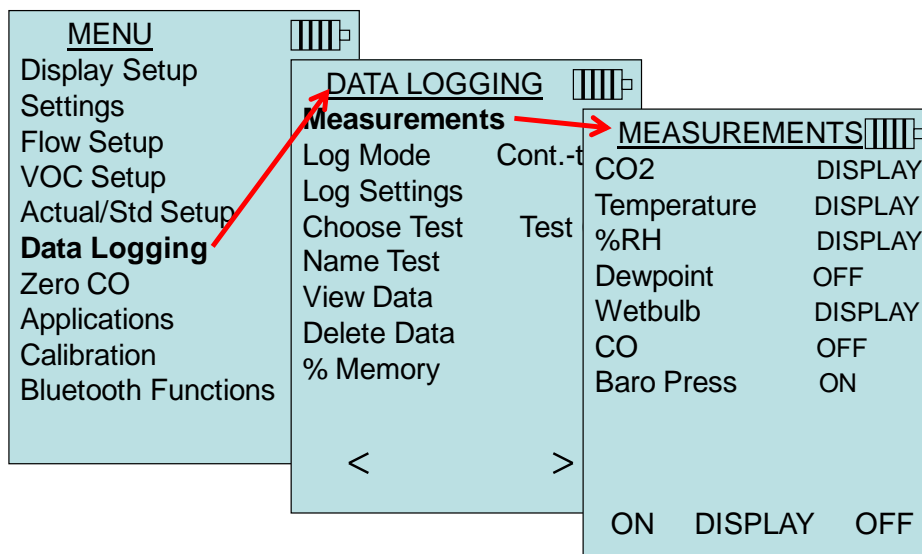 MENU
Display Setup
Settings
Flow Setup
VOC Setup
Actual/Std Setup
Data Logging
Zero CO
Applications
Calibration
Bluetooth Functions
DATA LOGGING
Measurements
Log Mode Cont.-t
Log Settings
Choose Test Test
Name Test
View Data
Delete Data
% Memory
< >
MEASUREMENTS
CO2 DISPLAY
Temperature DISPLAY
%RH DISPLAY
Dewpoint OFF
Wetbulb DISPLAY
CO OFF
Baro Press ON
ON DISPLAY OFF